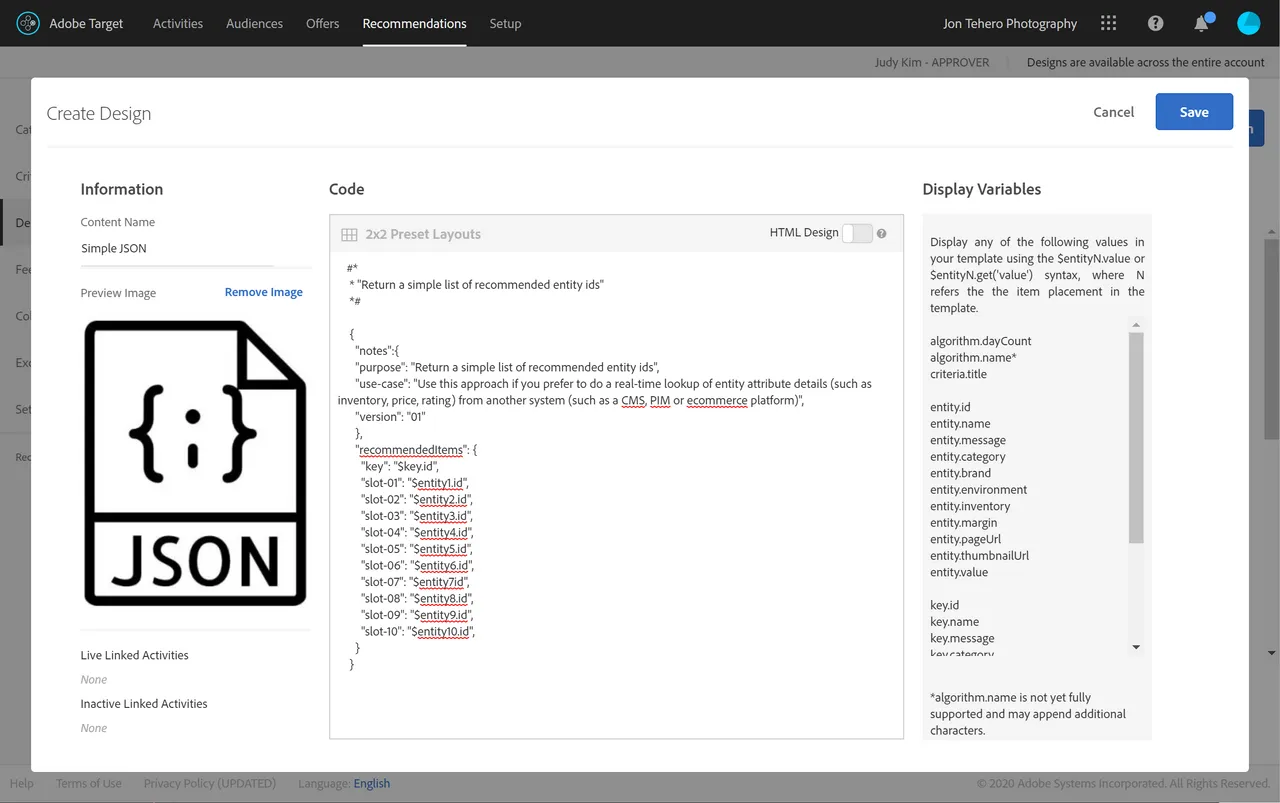 Adobe Target Activities Audiences Offers Recommendations Setup Jon Tehero Photography
Judy Kim - APPROVER Designs are available across the entire account
Create Design Cancel Save
Cat
Cri
De
Fee
Col
Exc
Set
Rec
Information
Content Name
Simple JSON
Preview Image Remove Image
{;}
JSON
Live Linked Activities
None
Inactive Linked Activities
None
Code
2x2 Preset Layouts HTML Design
#*
* "Return a simple list of recommended entity ids"
*#
{
"notes":{
"purpose": "Return a simple list of recommended entity ids",
"use-case": "Use this approach if you prefer to do a real-time lookup of entity attribute details (such as
inventory, price, rating) from another system (such as a CMS, PIM or ecommerce platform)",
"version": "01"
},
"recommendedItems": {
"key": "$key.id",
"slot-01": "$entity1.id",
"slot-02": "$entity2.id",
"slot-03": "$entity3.id",
"slot-04": "$entity4.id",
"slot-05": "$entity5.id",
"slot-06": "$entity6.id",
"slot-07": "$entity7id",
"slot-08": "$entity8.id",
"slot-09": "$entity9.id",
"slot-10": "$entity10.id",
}
}
Display Variables
Display any of the following values in
your template using the $entityN.value or
$entityN.get('value') syntax, where N
refers the the item placement in the
template.
algorithm.dayCount
algorithm.name*
criteria.title
entity.id
entity.name
entity.message
entity.category
entity.brand
entity.environment
entity.inventory
entity.margin
entity.pageUrl
entity.thumbnailUrl
entity.value
key.id
key.name
key.message
key.category
*algorithm.name is not yet fully
supported and may append additional
characters.
Help Terms of Use Privacy Policy (UPDATED) Language: English © 2020 Adobe Systems Incorporated. All Rights Reserved.